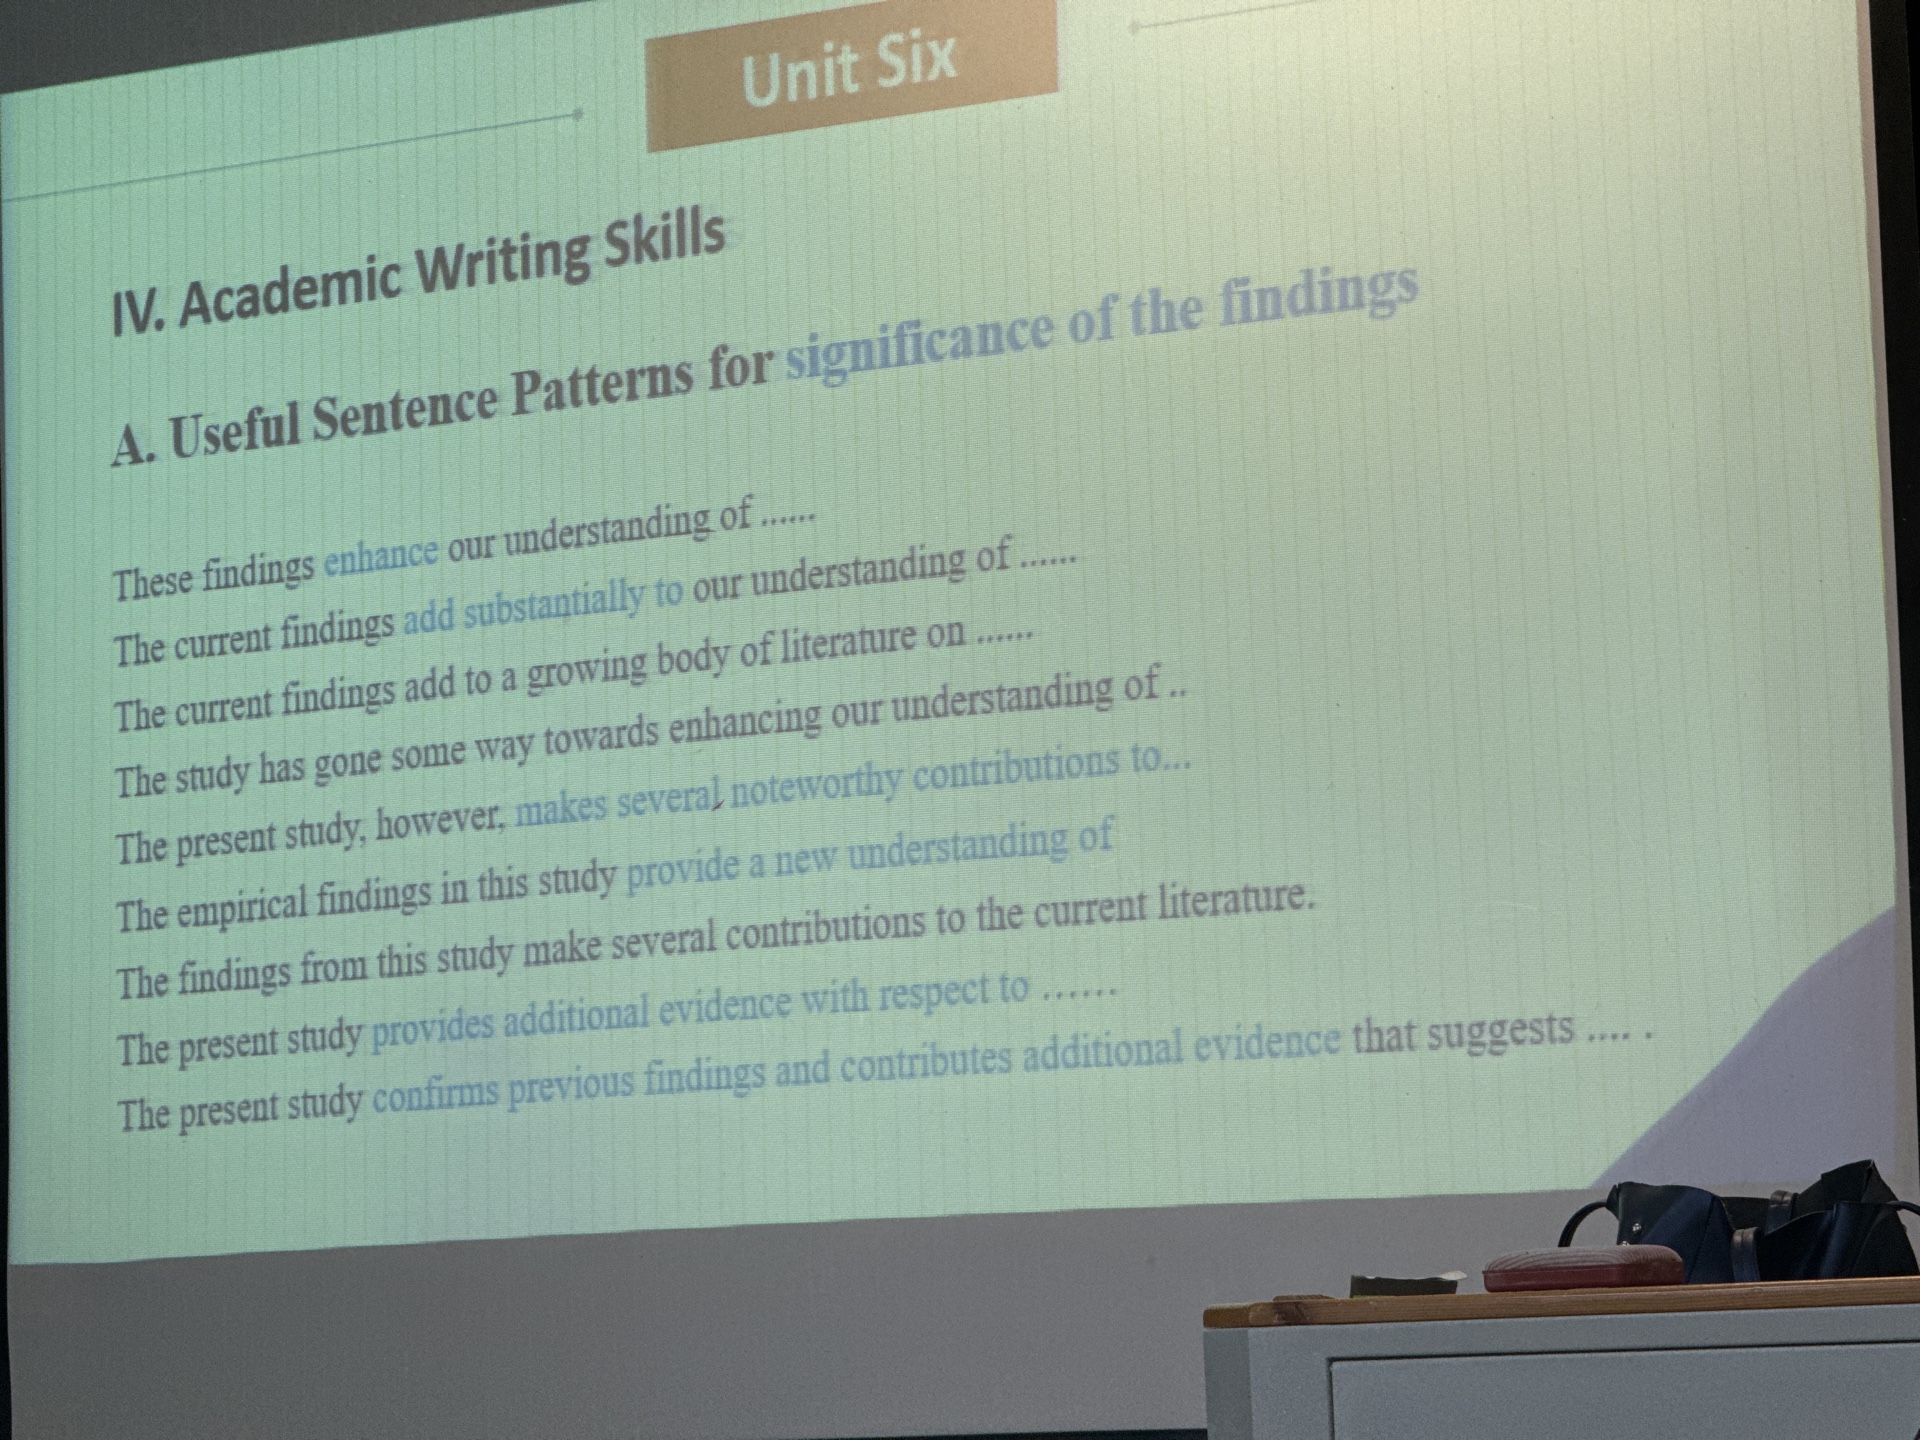 Unit Six
IV. Academic Writing Skills
A. Useful Sentence Patterns for significance of the findings
These findings enhance our understanding of ......
The current findings add substantially to our understanding of ......
The current findings add to a growing body of literature on ......
The study has gone some way towards enhancing our understanding of ..
The present study, however, makes several noteworthy contributions to...
The empirical findings in this study provide a new understanding of
The findings from this study make several contributions to the current literature.
The present study provides additional evidence with respect to ......
The present study confirms previous findings and contributes additional evidence that suggests .... .